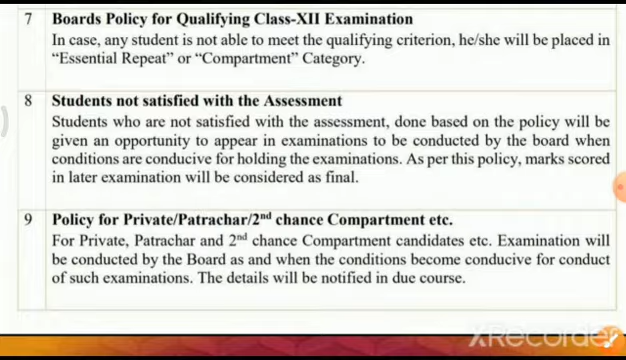 7 Boards Policy for Qualifying Class-XII Examination
In case, any student is not able to meet the qualifying criterion, he/she will be placed in
“Essential Repeat” or “Compartment” Category.
8 Students not satisfied with the Assessment
Students who are not satisfied with the assessment, done based on the policy will be
given an opportunity to appear in examinations to be conducted by the board when
conditions are conducive for holding the examinations. As per this policy, marks scored
in later examination will be considered as final.
9 Policy for Private/Patrachar/2nd chance Compartment etc.
For Private, Patrachar and 2nd chance Compartment candidates etc. Examination will
be conducted by the Board as and when the conditions become conducive for conduct
of such examinations. The details will be notified in due course.
XRecorder